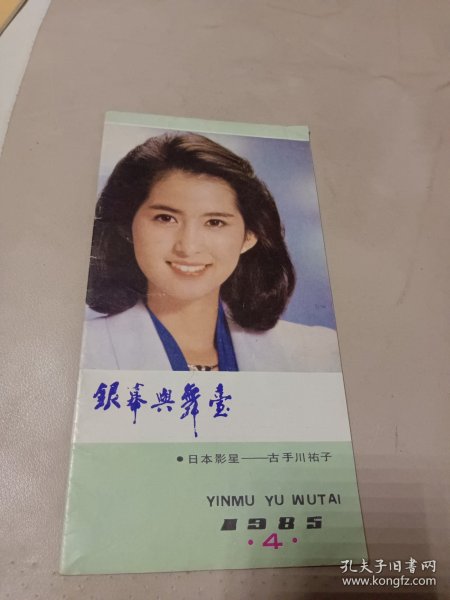 銀幕與舞臺
●日本影星——古手川祐子
YINMU YU WUTAI
1985
·4·
孔夫子旧书网
www.kongfz.com